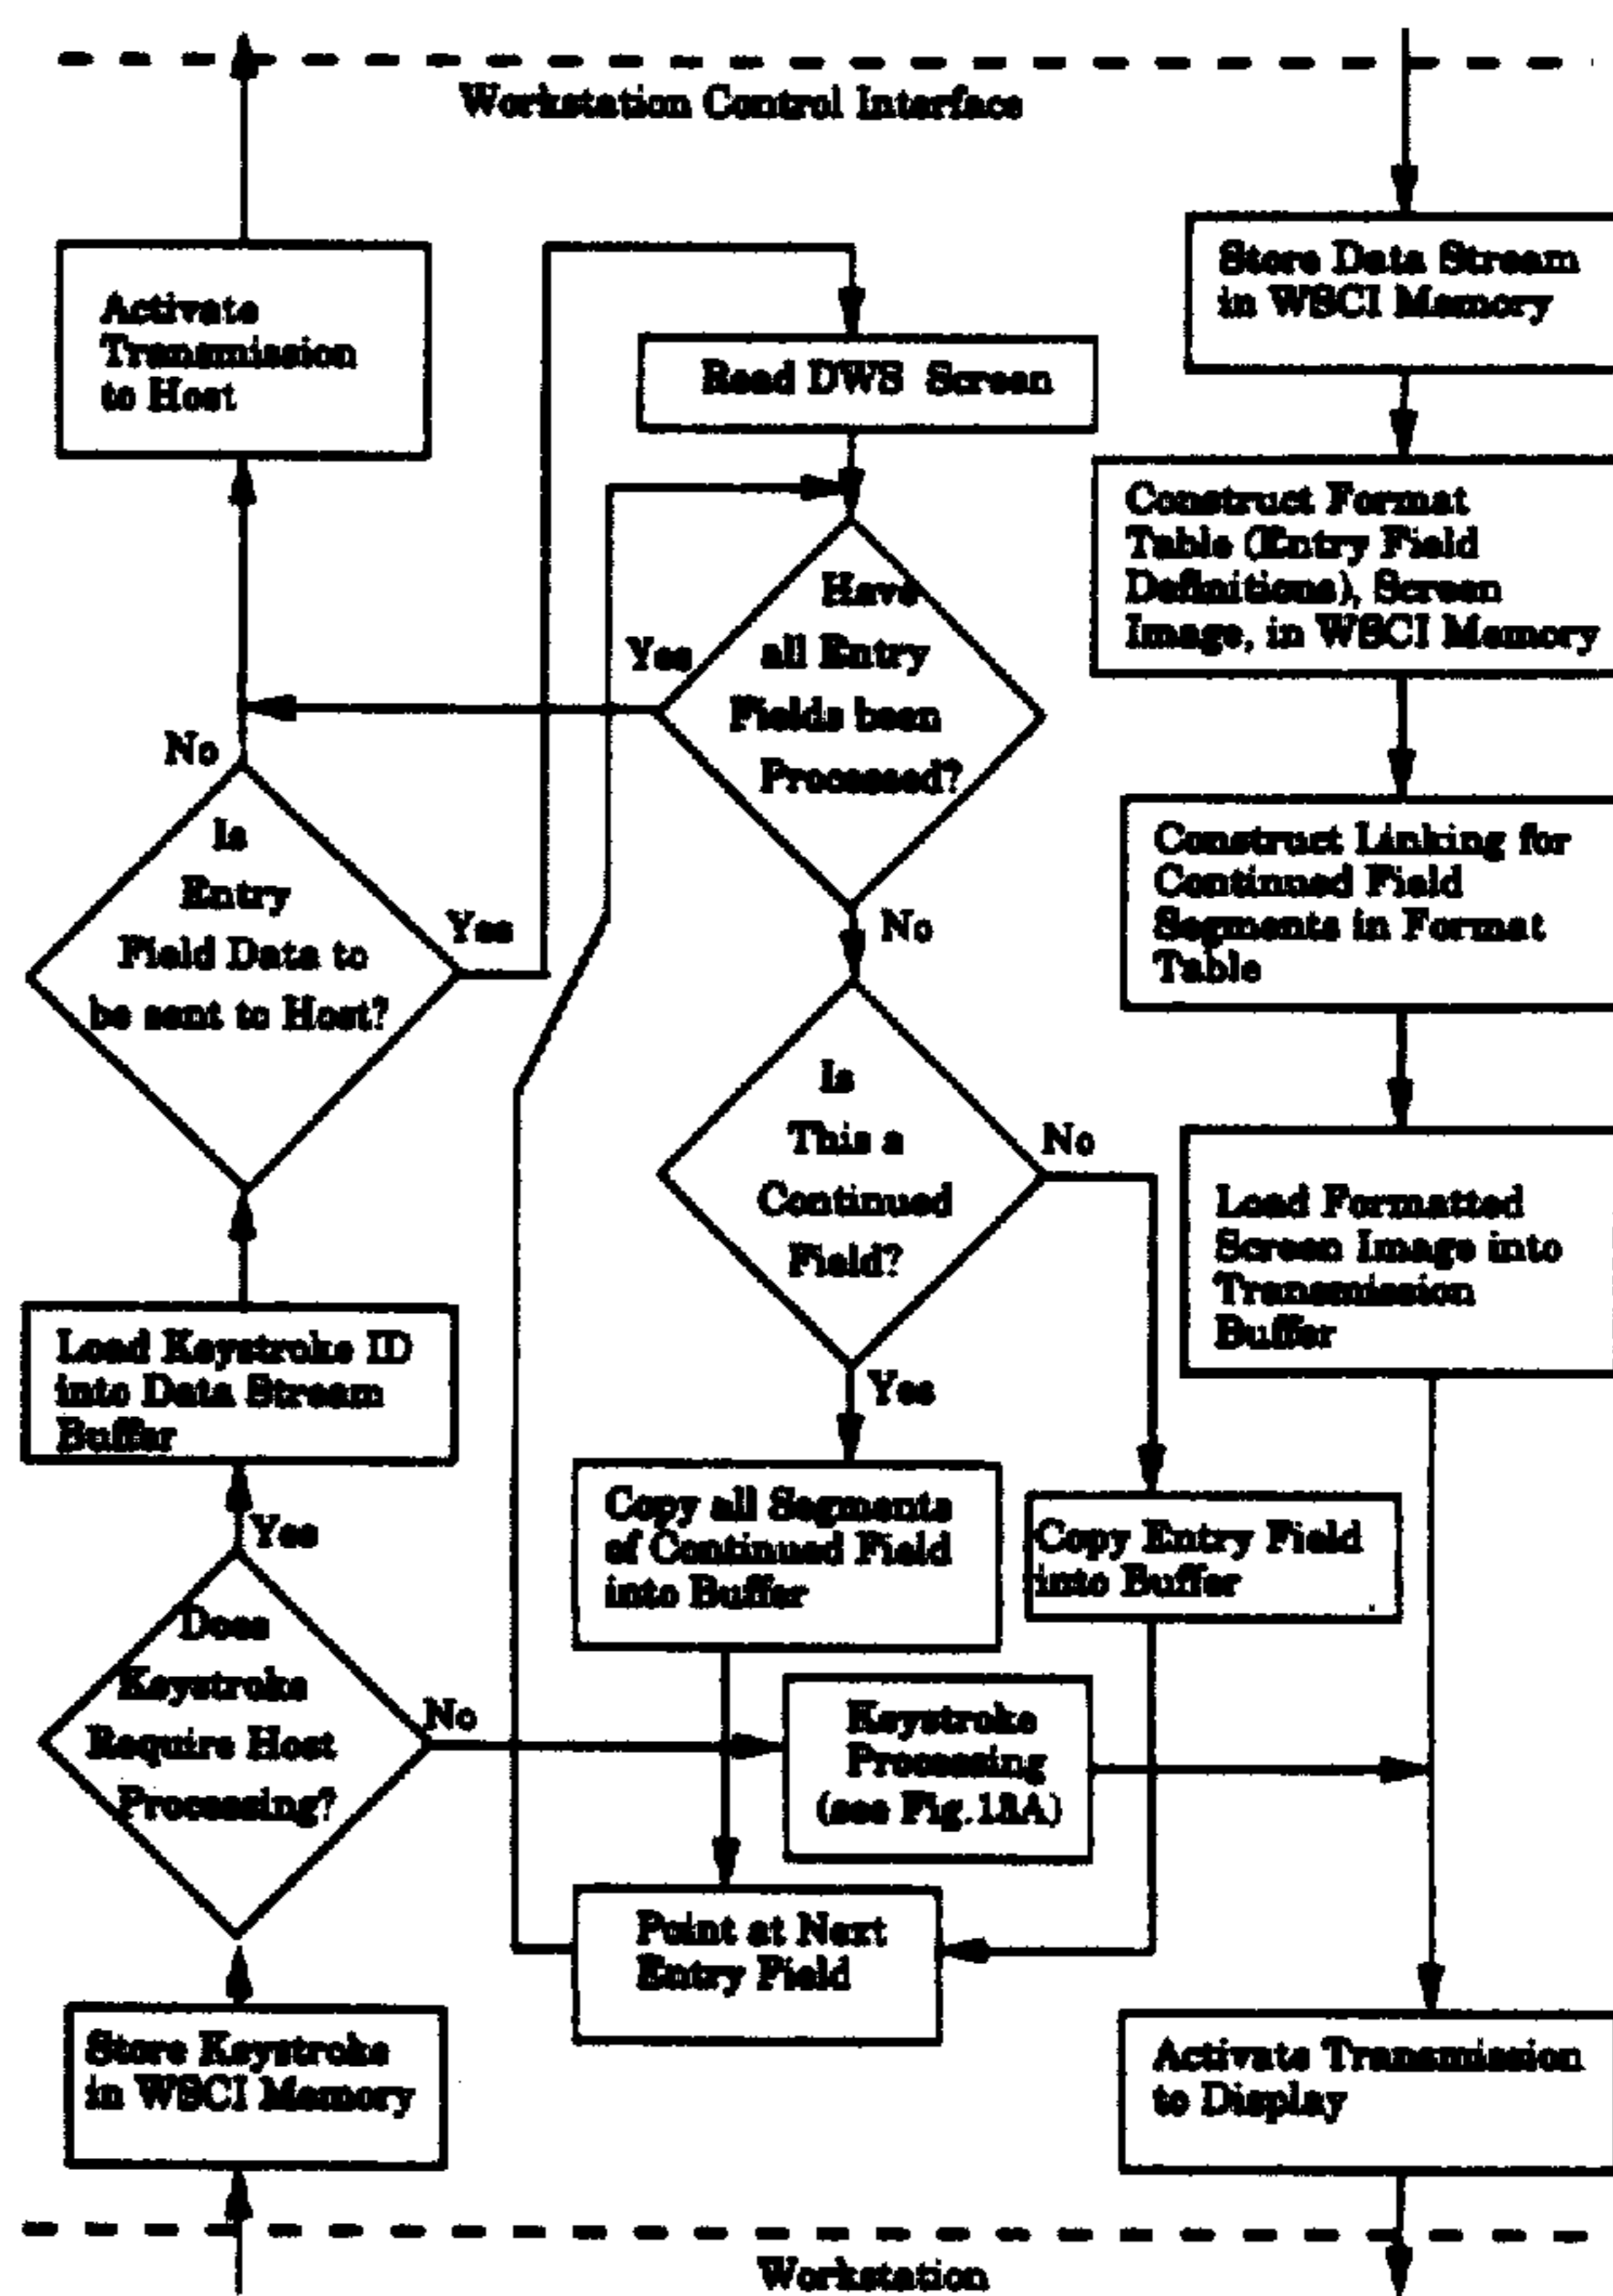 Workstation Control Interface
Activate
Transmission
to Host
Read DWS Screen
Store Data Stream
in WSCI Memory
Construct Format
Table (Entry Field
Definitions), Screen
Image, in WSCI Memory
Have
all Entry
Fields been
Processed?
Yes
No
No
Is
Entry
Field Data to
be sent to Host?
Yes
Construct Linking for
Continued Field
Segments in Format
Table
Is
This a
Continued
Field?
No
Yes
Load Formatted
Screen Image into
Transmission
Buffer
Load Keystroke ID
into Data Stream
Buffer
Yes
Copy all Segments
of Continued Field
into Buffer
Copy Entry Field
into Buffer
Does
Keystroke
Require Host
Processing?
No
Keystroke
Processing
(see
Point at Next
Entry Field
Store Keystroke
in WSCI Memory
Activate Transmission
to Display
Workstation